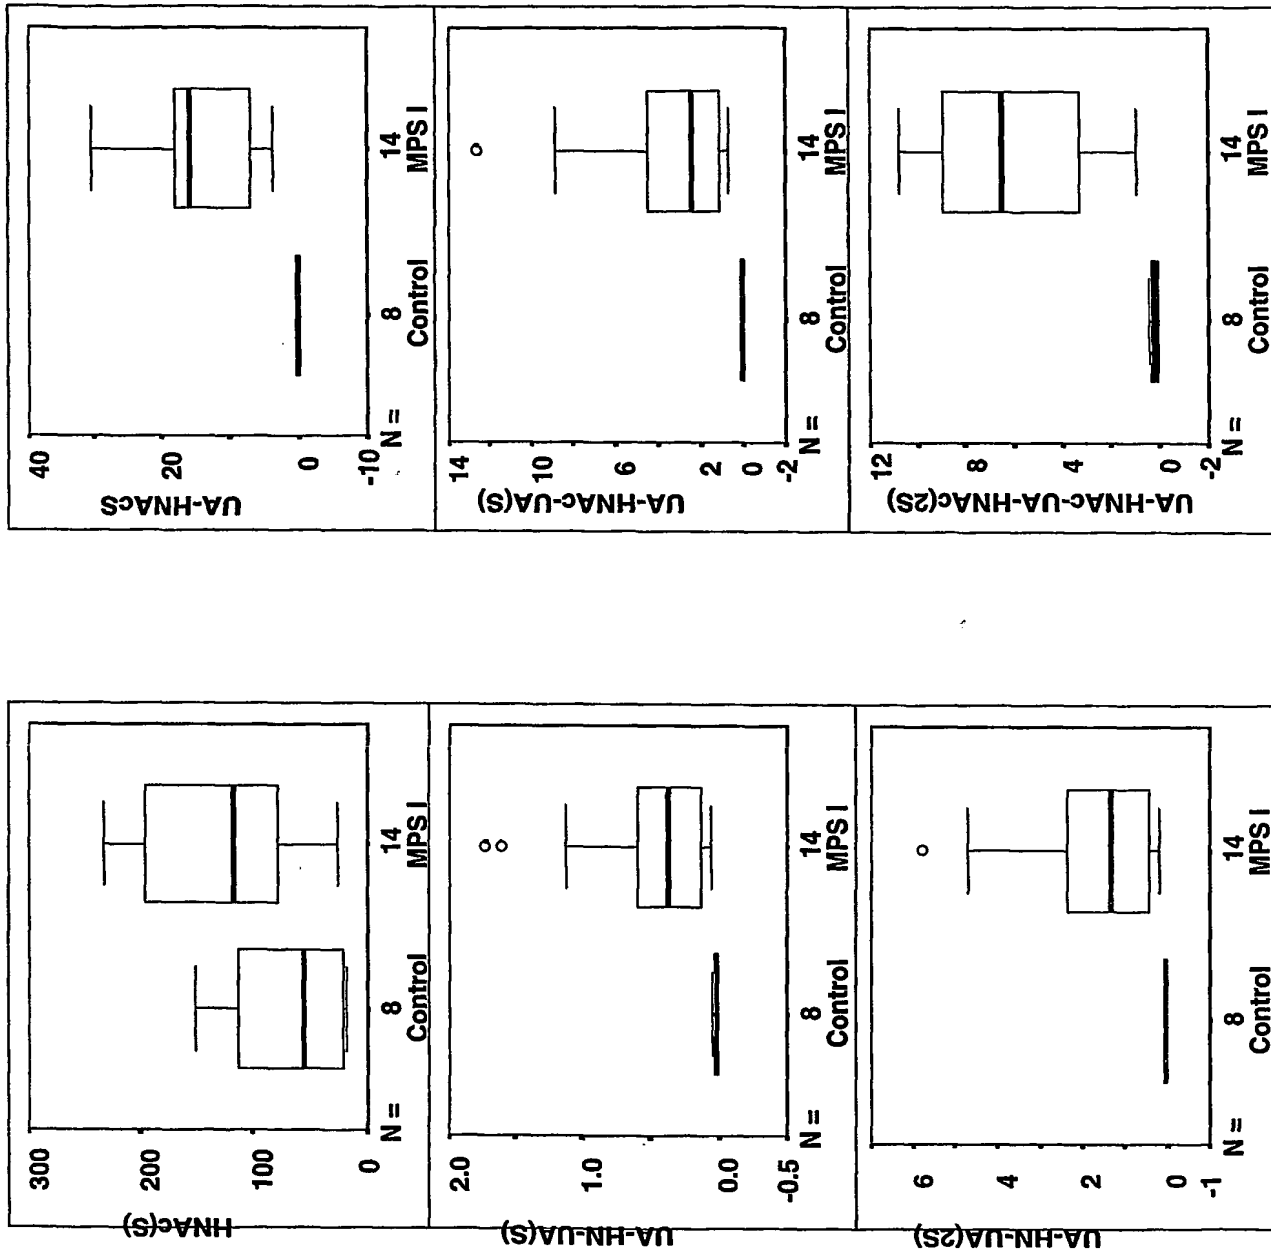 HNAc(S)
300
200
100
0
N =
8
14
Control
MPS I
UA-HNAcS
40
20
0
-10
N =
8
14
Control
MPS I
UA-HN-UA(S)
2.0
1.0
0.0
-0.5
N =
8
14
Control
MPS I
UA-HNAc-UA(S)
14
10
6
2
0
-2
N =
8
14
Control
MPS I
UA-HN-UA(2S)
6
4
2
0
-1
N =
8
14
Control
MPS I
UA-HNAc-UA-HNAc(2S)
12
8
4
0
-2
N =
8
14
Control
MPS I